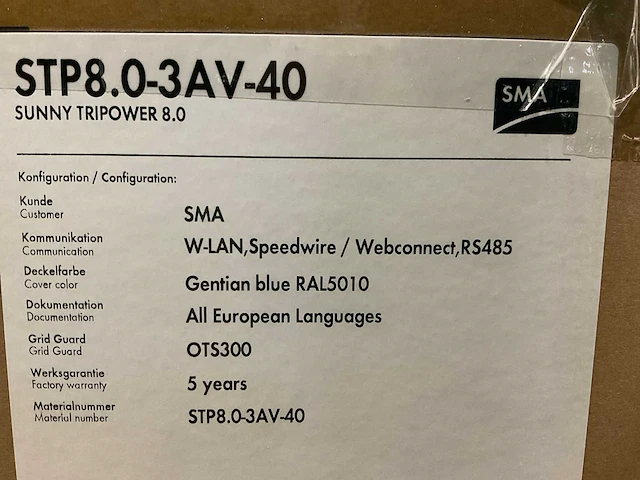 STP8.0-3AV-40
SUNNY TRIPOWER 8.0
SMA
Konfiguration / Configuration:
Kunde
Customer
SMA
Kommunikation
Communication
W-LAN,Speedwire / Webconnect,RS485
Deckelfarbe
Cover color
Gentian blue RAL5010
Dokumentation
Documentation
All European Languages
Grid Guard
Grid Guard
OTS300
Werksgarantie
Factory warranty
5 years
Materialnummer
Material number
STP8.0-3AV-40